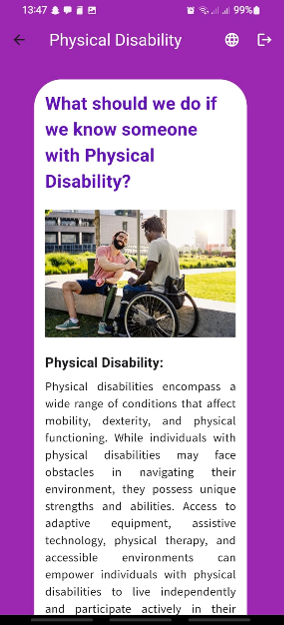 13:47 99%
Physical Disability
What should we do if
we know someone
with Physical
Disability?
Physical Disability:
Physical disabilities encompass a
wide range of conditions that affect
mobility, dexterity, and physical
functioning. While individuals with
physical disabilities may face
obstacles in navigating their
environment, they possess unique
strengths and abilities. Access to
adaptive equipment, assistive
technology, physical therapy, and
accessible environments can
empower individuals with physical
disabilities to live independently
and participate actively in their